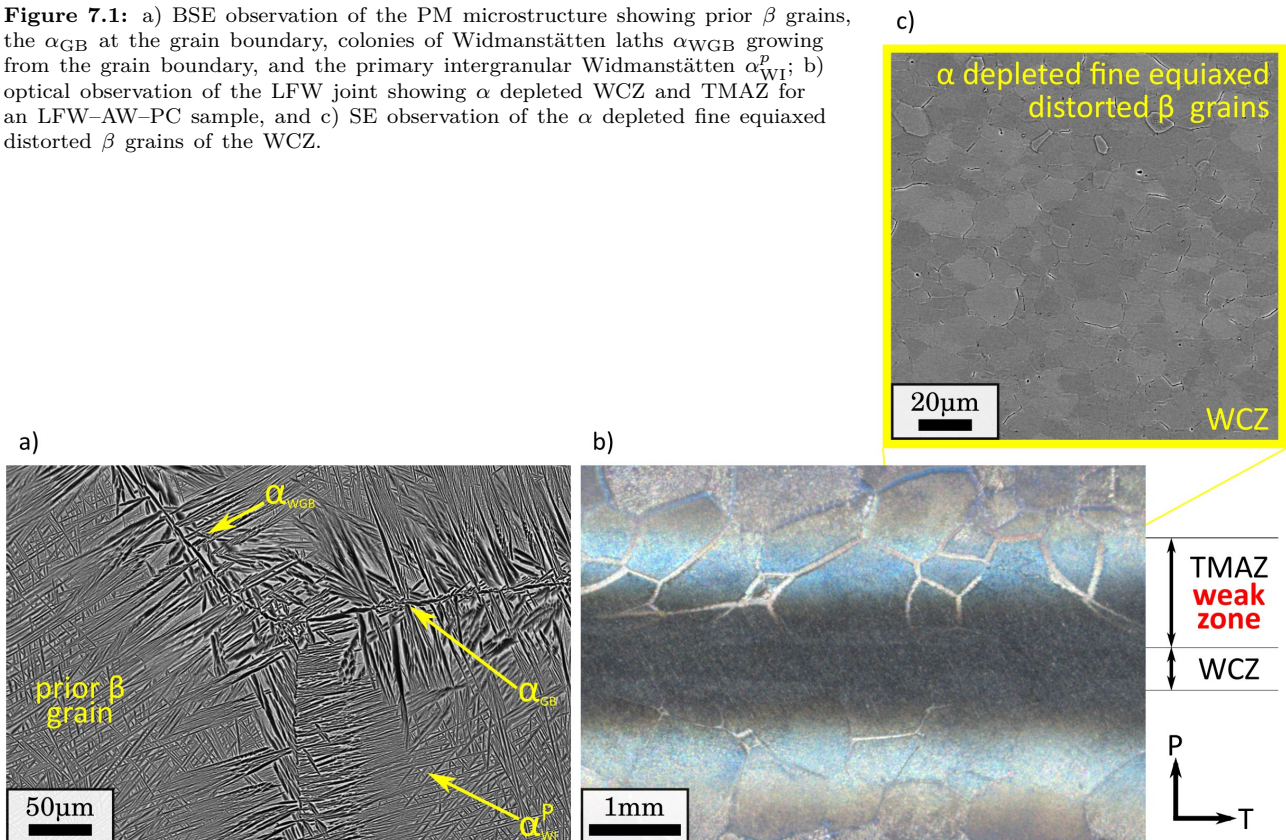 Figure 7.1: a) BSE observation of the PM microstructure showing prior β grains,
the αGB at the grain boundary, colonies of Widmanstätten laths αWGB growing
from the grain boundary, and the primary intergranular Widmanstätten αpWI; b)
optical observation of the LFW joint showing α depleted WCZ and TMAZ for
an LFW–AW–PC sample, and c) SE observation of the α depleted fine equiaxed
distorted β grains of the WCZ.
c)
α depleted fine equiaxed
distorted β grains
20µm
WCZ
a)
αWGB
prior β
grain
αGB
αPWI
50µm
b)
1mm
TMAZ
weak
zone
WCZ
P
T